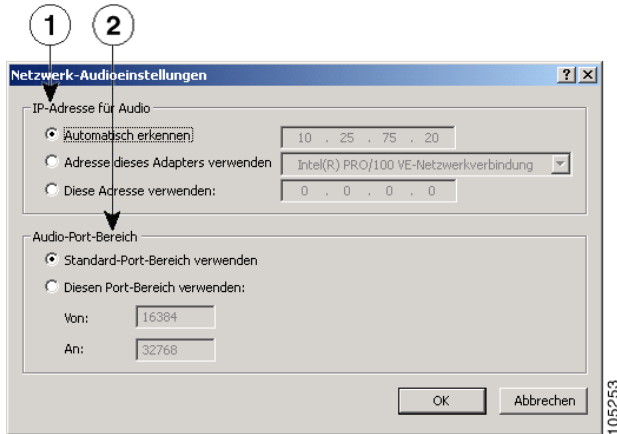 1 2
Netzwerk-Audioeinstellungen ? X
IP-Adresse für Audio
Automatisch erkennen 10 . 25 . 75 . 20
Adresse dieses Adapters verwenden Intel(R) PRO/100 VE-Netzwerkverbindung
Diese Adresse verwenden: 0 . 0 . 0 . 0
Audio-Port-Bereich
Standard-Port-Bereich verwenden
Diesen Port-Bereich verwenden:
Von: 16384
An: 32768
OK Abbrechen
105253